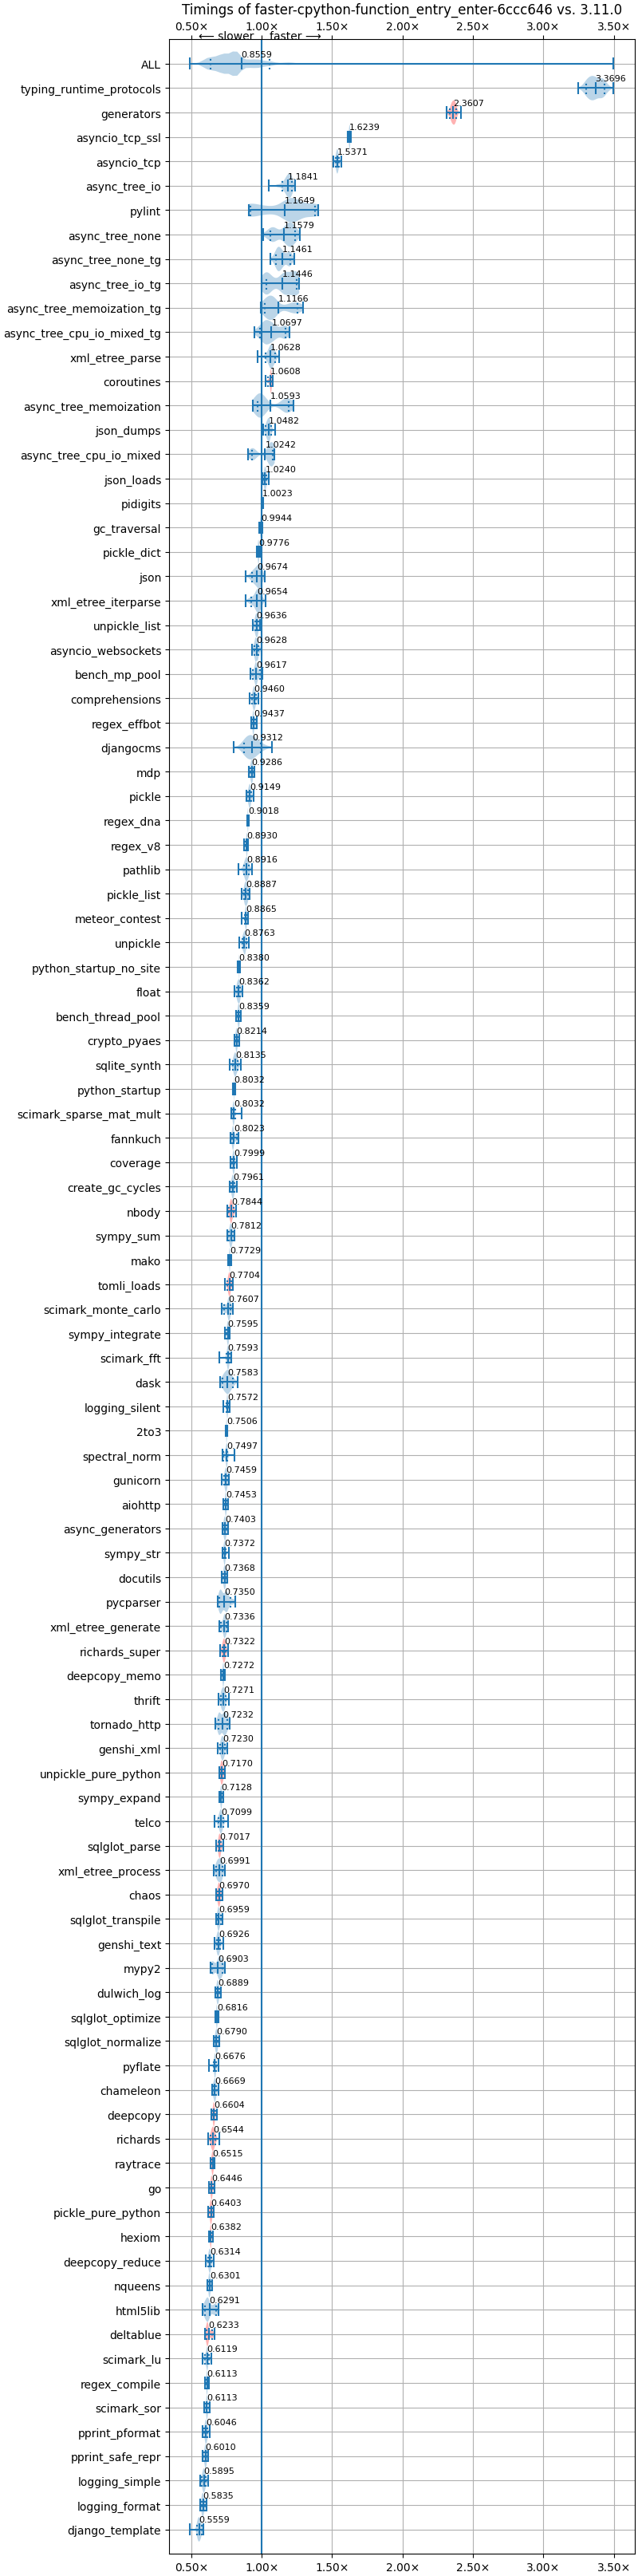 Timings of faster-cpython-function_entry_enter-6ccc646 vs. 3.11.0
0.50× 1.00× 1.50× 2.00× 2.50× 3.00× 3.50×
⟵ slower faster ⟶
ALL 0.8559
typing_runtime_protocols 3.3696
generators 2.3607
asyncio_tcp_ssl 1.6239
asyncio_tcp 1.5371
async_tree_io 1.1841
pylint 1.1649
async_tree_none 1.1579
async_tree_none_tg 1.1461
async_tree_io_tg 1.1446
async_tree_memoization_tg 1.1166
async_tree_cpu_io_mixed_tg 1.0697
xml_etree_parse 1.0628
coroutines 1.0608
async_tree_memoization 1.0593
json_dumps 1.0482
async_tree_cpu_io_mixed 1.0242
json_loads 1.0240
pidigits 1.0023
gc_traversal 0.9944
pickle_dict 0.9776
json 0.9674
xml_etree_iterparse 0.9654
unpickle_list 0.9636
asyncio_websockets 0.9628
bench_mp_pool 0.9617
comprehensions 0.9460
regex_effbot 0.9437
djangocms 0.9312
mdp 0.9286
pickle 0.9149
regex_dna 0.9018
regex_v8 0.8930
pathlib 0.8916
pickle_list 0.8887
meteor_contest 0.8865
unpickle 0.8763
python_startup_no_site 0.8380
float 0.8362
bench_thread_pool 0.8359
crypto_pyaes 0.8214
sqlite_synth 0.8135
python_startup 0.8032
scimark_sparse_mat_mult 0.8032
fannkuch 0.8023
coverage 0.7999
create_gc_cycles 0.7961
nbody 0.7844
sympy_sum 0.7812
mako 0.7729
tomli_loads 0.7704
scimark_monte_carlo 0.7607
sympy_integrate 0.7595
scimark_fft 0.7593
dask 0.7583
logging_silent 0.7572
2to3 0.7506
spectral_norm 0.7497
gunicorn 0.7459
aiohttp 0.7453
async_generators 0.7403
sympy_str 0.7372
docutils 0.7368
pycparser 0.7350
xml_etree_generate 0.7336
richards_super 0.7322
deepcopy_memo 0.7272
thrift 0.7271
tornado_http 0.7232
genshi_xml 0.7230
unpickle_pure_python 0.7170
sympy_expand 0.7128
telco 0.7099
sqlglot_parse 0.7017
xml_etree_process 0.6991
chaos 0.6970
sqlglot_transpile 0.6959
genshi_text 0.6926
mypy2 0.6903
dulwich_log 0.6889
sqlglot_optimize 0.6816
sqlglot_normalize 0.6790
pyflate 0.6676
chameleon 0.6669
deepcopy 0.6604
richards 0.6544
raytrace 0.6515
go 0.6446
pickle_pure_python 0.6403
hexiom 0.6382
deepcopy_reduce 0.6314
nqueens 0.6301
html5lib 0.6291
deltablue 0.6233
scimark_lu 0.6119
regex_compile 0.6113
scimark_sor 0.6113
pprint_pformat 0.6046
pprint_safe_repr 0.6010
logging_simple 0.5895
logging_format 0.5835
django_template 0.5559
0.50× 1.00× 1.50× 2.00× 2.50× 3.00× 3.50×